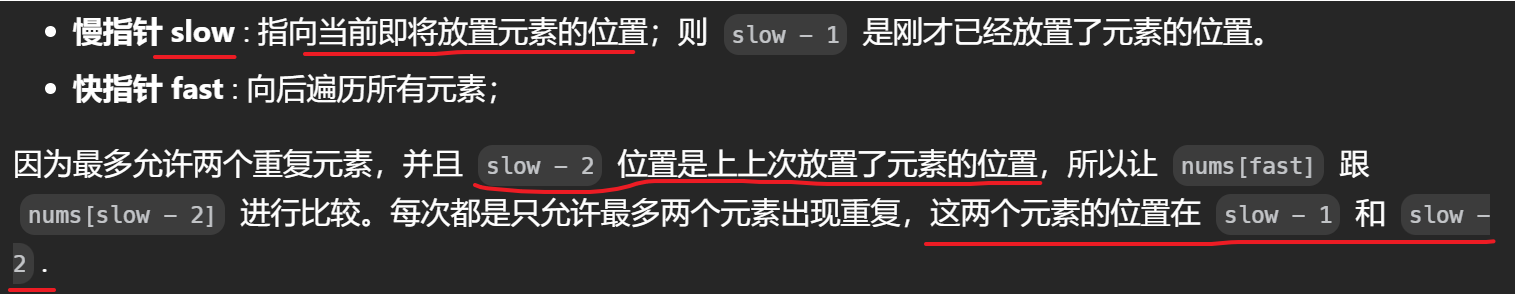 • 慢指针 slow : 指向当前即将放置元素的位置；则 slow - 1 是刚才已经放置了元素的位置。
• 快指针 fast : 向后遍历所有元素；
因为最多允许两个重复元素，并且 slow - 2 位置是上上次放置了元素的位置，所以让 nums[fast] 跟
nums[slow - 2] 进行比较。每次都是只允许最多两个元素出现重复，这两个元素的位置在 slow - 1 和 slow -
2 .